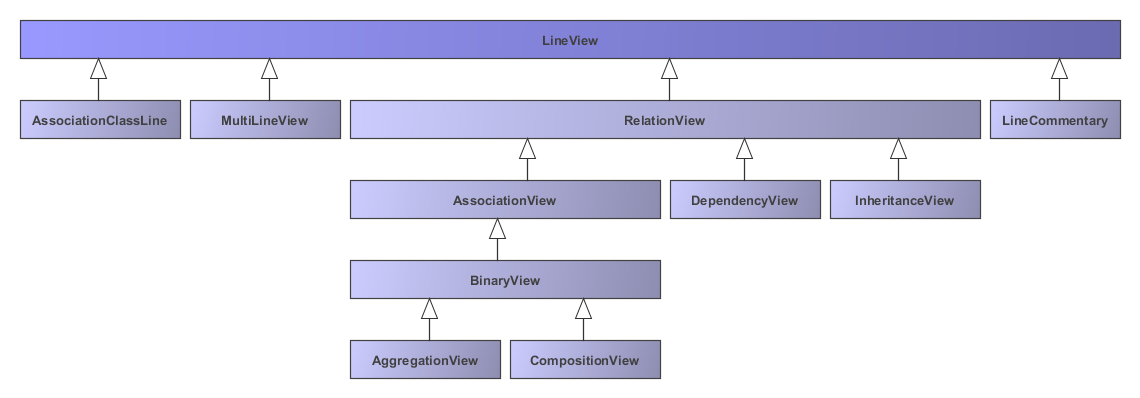 LineView
AssociationClassLine
MultiLineView
RelationView
LineCommentary
AssociationView
DependencyView
InheritanceView
BinaryView
AggregationView
CompositionView